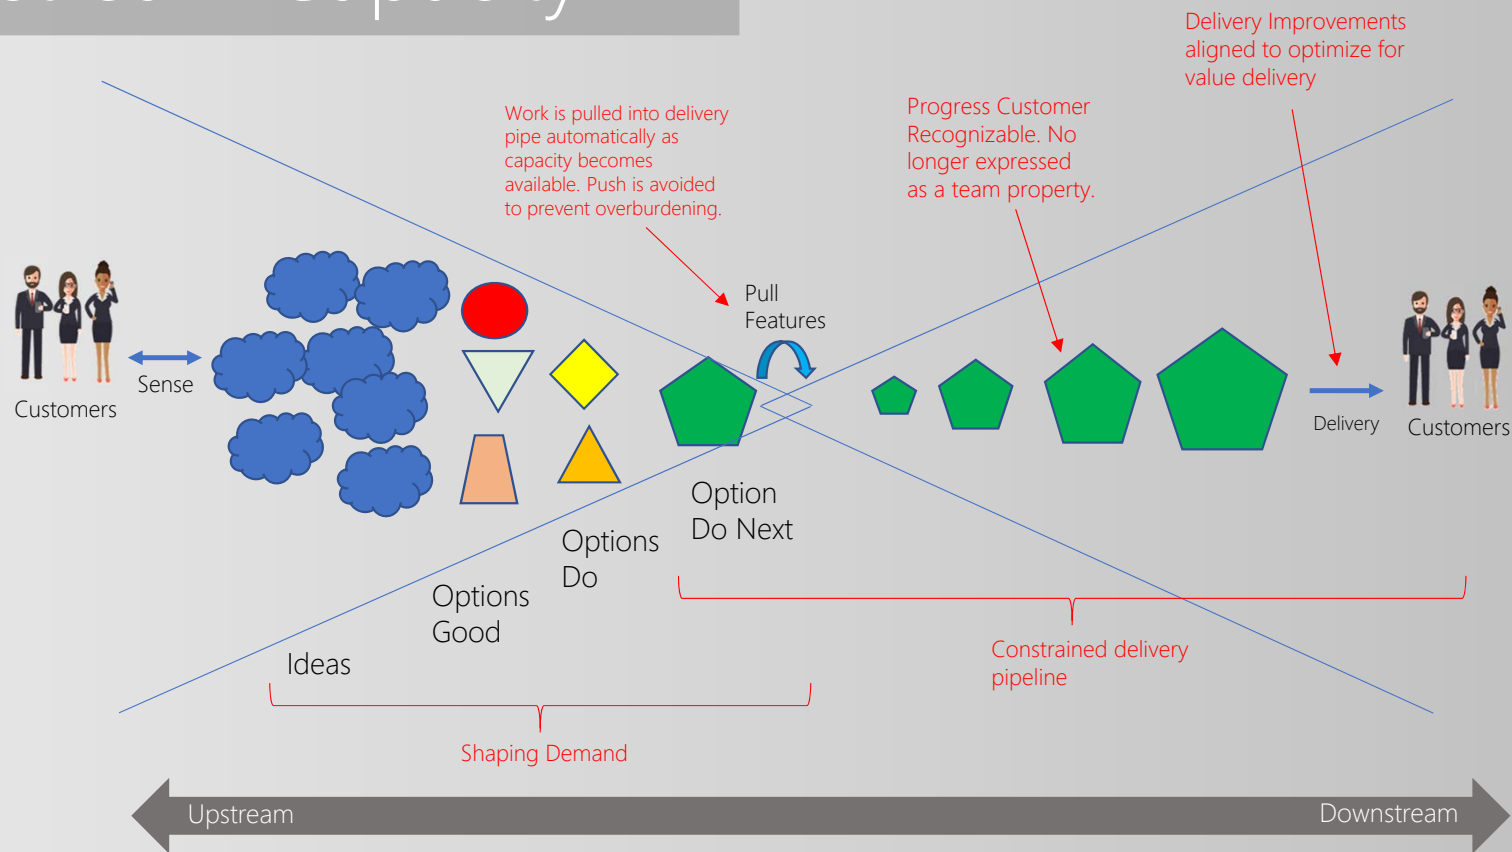 Capacity
Delivery Improvements
aligned to optimize for
value delivery
Work is pulled into delivery
pipe automatically as
capacity becomes
available. Push is avoided
to prevent overburdening.
Progress Customer
Recognizable. No
longer expressed
as a team property.
Pull
Features
Sense
Customers
Delivery
Customers
Option
Do Next
Options
Do
Options
Good
Ideas
Constrained delivery
pipeline
Shaping Demand
Upstream
Downstream